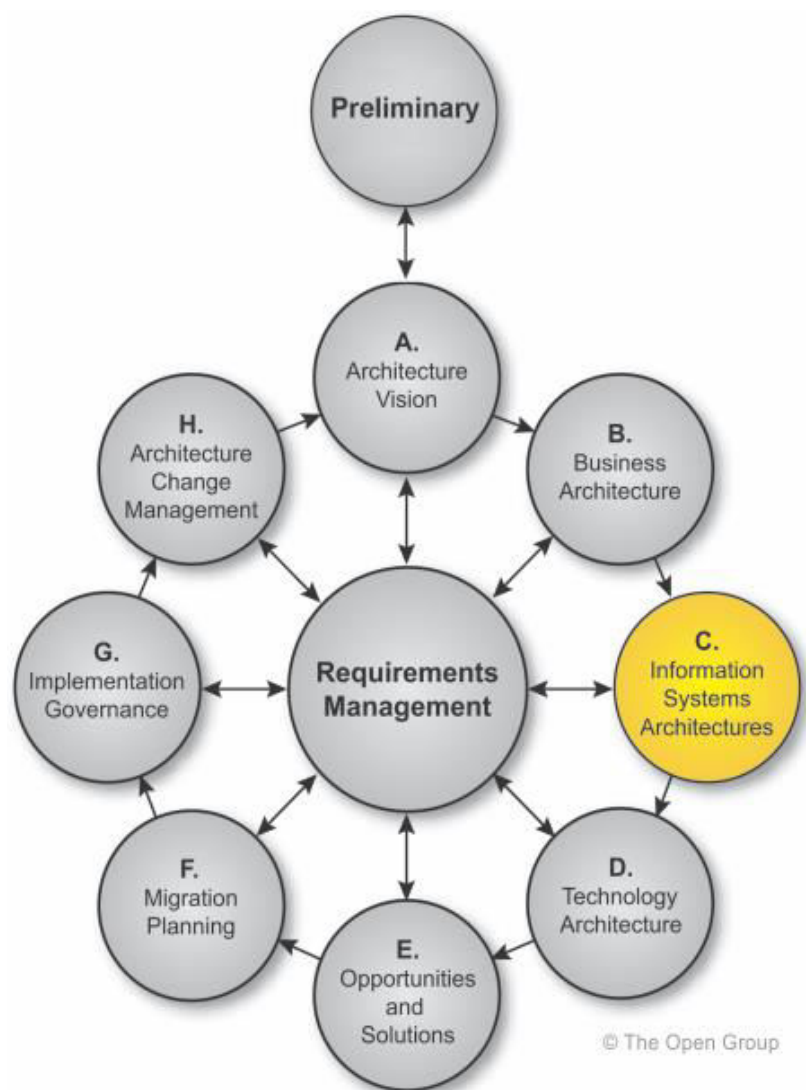 Preliminary
A.
Architecture
Vision
B.
Business
Architecture
C.
Information
Systems
Architectures
D.
Technology
Architecture
E.
Opportunities
and
Solutions
F.
Migration
Planning
G.
Implementation
Governance
H.
Architecture
Change
Management
Requirements
Management
© The Open Group